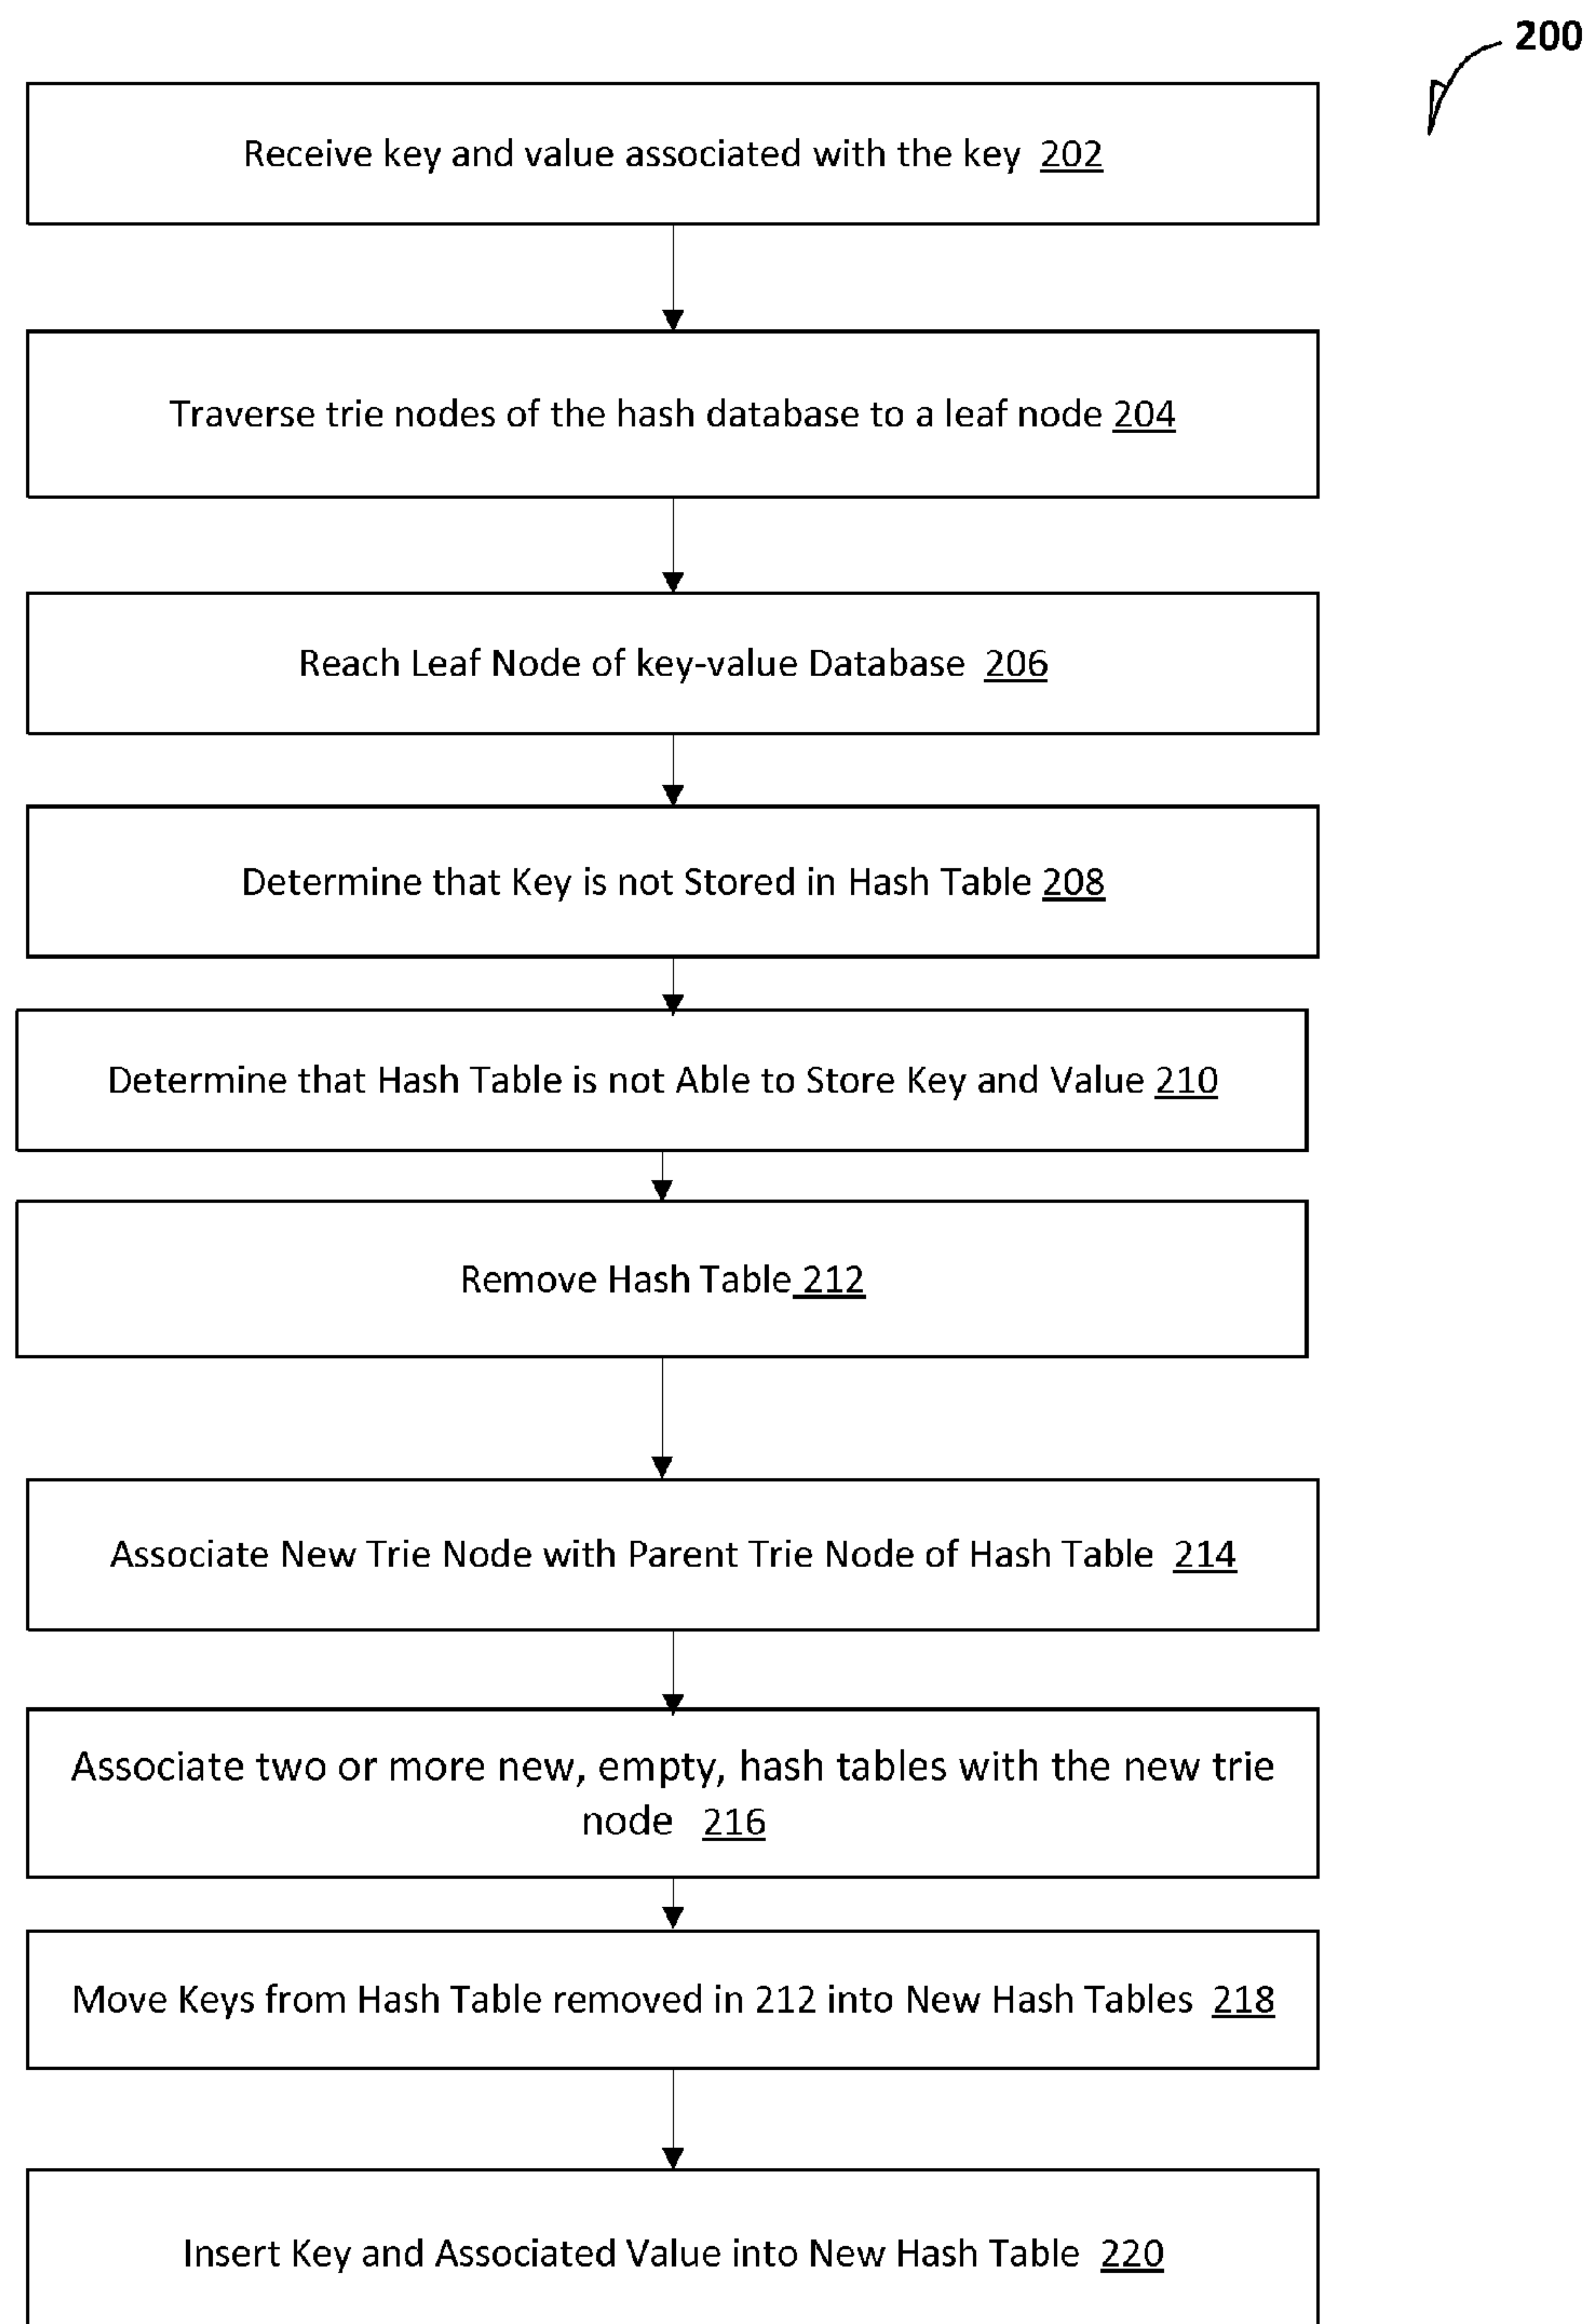 200
Receive key and value associated with the key 202
Traverse trie nodes of the hash database to a leaf node 204
Reach Leaf Node of key-value Database 206
Determine that Key is not Stored in Hash Table 208
Determine that Hash Table is not Able to Store Key and Value 210
Remove Hash Table 212
Associate New Trie Node with Parent Trie Node of Hash Table 214
Associate two or more new, empty, hash tables with the new trie
node 216
Move Keys from Hash Table removed in 212 into New Hash Tables 218
Insert Key and Associated Value into New Hash Table 220